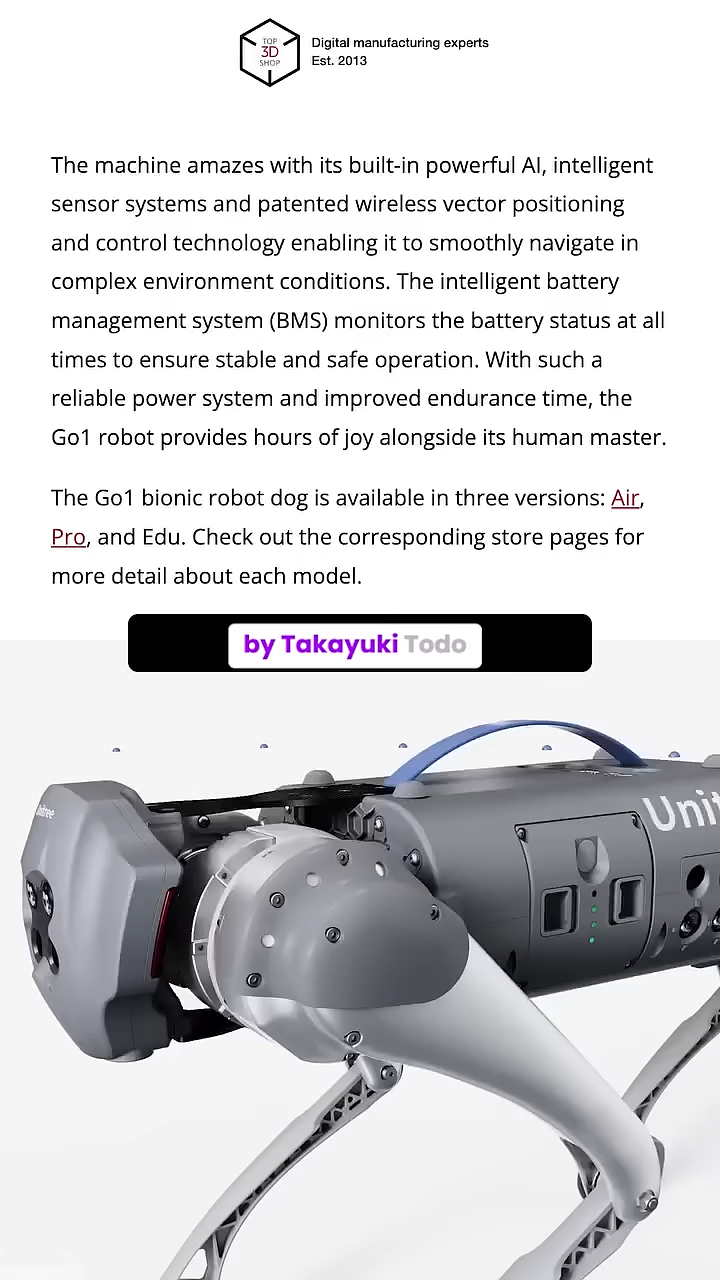 TOP
3D
SHOP
Digital manufacturing experts
Est. 2013
The machine amazes with its built-in powerful AI, intelligent
sensor systems and patented wireless vector positioning
and control technology enabling it to smoothly navigate in
complex environment conditions. The intelligent battery
management system (BMS) monitors the battery status at all
times to ensure stable and safe operation. With such a
reliable power system and improved endurance time, the
Go1 robot provides hours of joy alongside its human master.
The Go1 bionic robot dog is available in three versions: Air,
Pro, and Edu. Check out the corresponding store pages for
more detail about each model.
by Takayuki Todo
Unitree
Unit